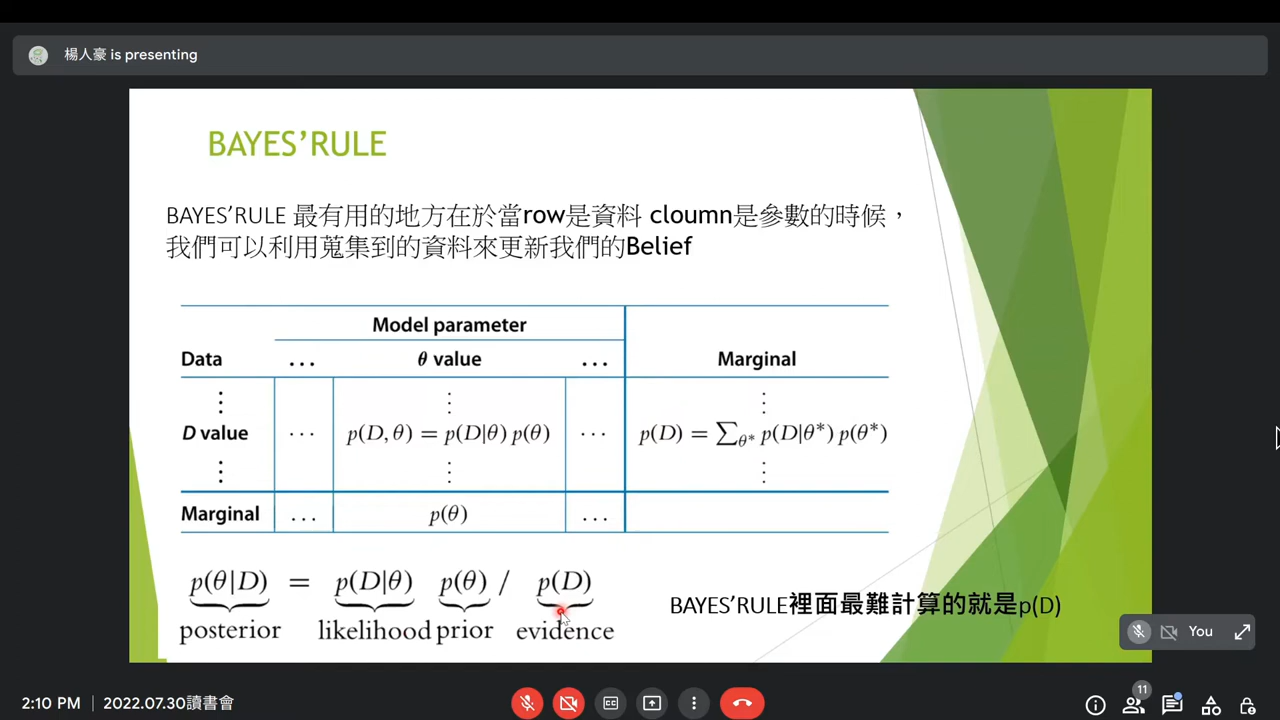 楊人豪 is presenting
BAYES’RULE
BAYES’RULE 最有用的地方在於當row是資料 cloumn是參數的時候，
我們可以利用蒐集到的資料來更新我們的Belief
Model parameter
Data ... θ value ... Marginal
⋮ ⋮ ⋮
D value ... p(D, θ) = p(D|θ) p(θ) ... p(D) = ∑θ* p(D|θ*) p(θ*)
⋮ ⋮ ⋮
Marginal ... p(θ) ...
p(θ|D) = p(D|θ) p(θ) / p(D)
posterior likelihood prior evidence
BAYES’RULE裡面最難計算的就是p(D)
You
2:10 PM | 2022.07.30讀書會
11